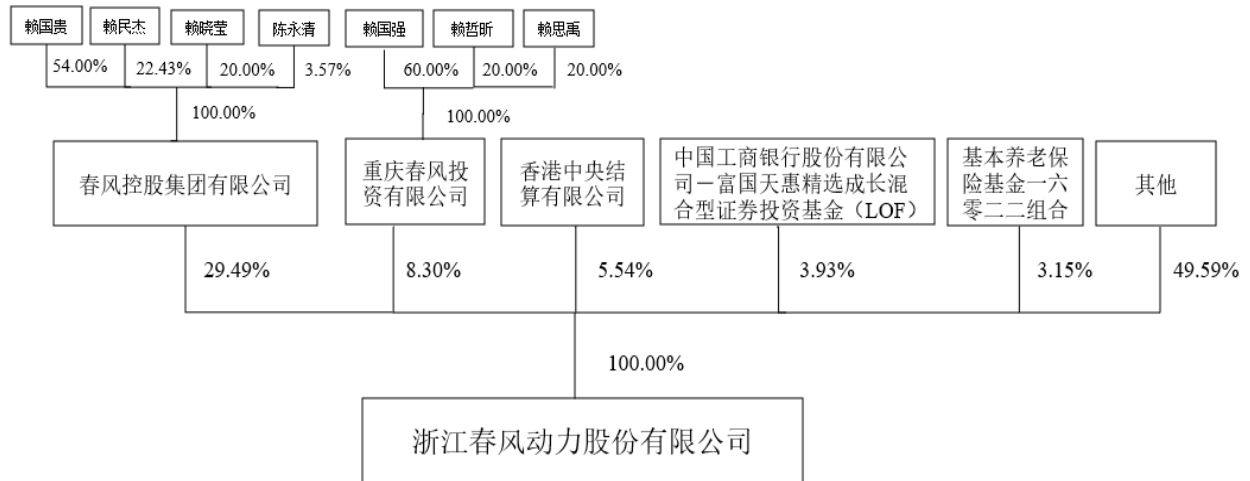 赖国贵 赖民杰 赖晓莹 陈永清 赖国强 赖哲昕 赖思禹
54.00% 22.43% 20.00% 3.57% 60.00% 20.00% 20.00%
100.00% 100.00%
春风控股集团有限公司
重庆春风投
资有限公司
香港中央结
算有限公司
中国工商银行股份有限公
司－富国天惠精选成长混
合型证券投资基金（LOF）
基本养老保
险基金一六
零二二组合
其他
29.49% 8.30% 5.54% 3.93% 3.15% 49.59%
100.00%
浙江春风动力股份有限公司